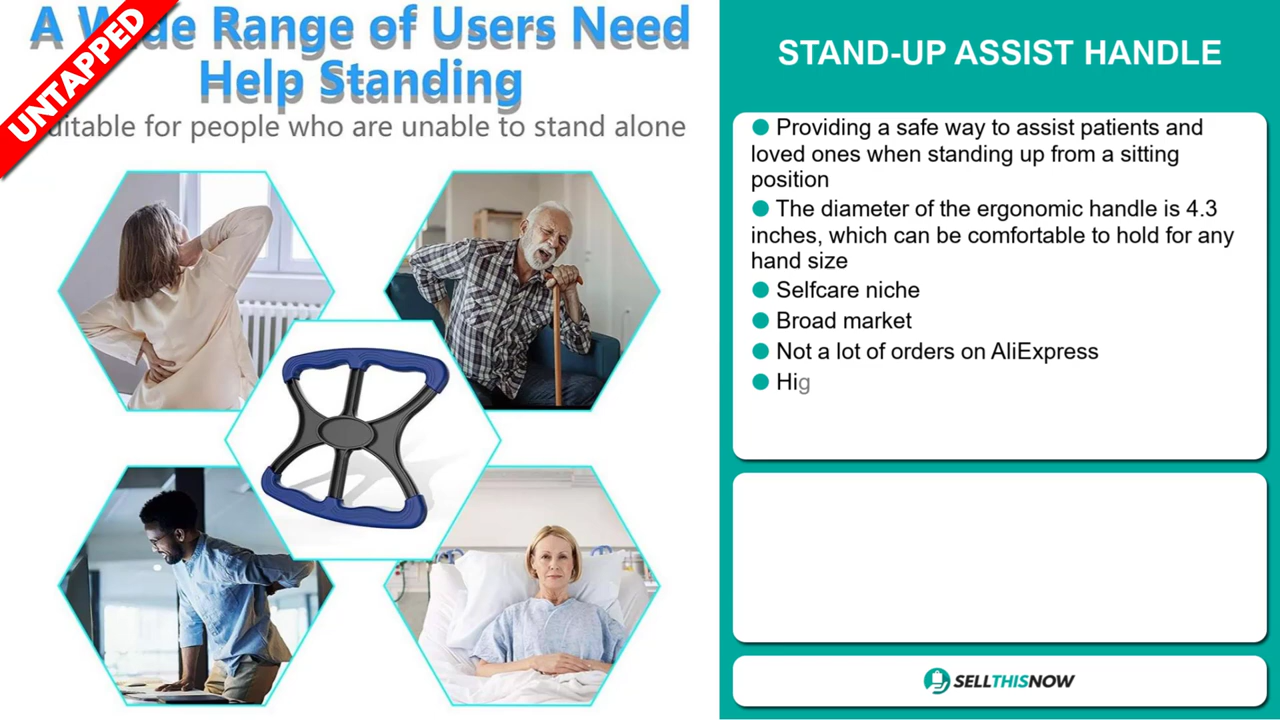 UNTAPPED
A Wide Range of Users Need
Help Standing
uitable for people who are unable to stand alone
STAND-UP ASSIST HANDLE
● Providing a safe way to assist patients and
loved ones when standing up from a sitting
position
● The diameter of the ergonomic handle is 4.3
inches, which can be comfortable to hold for any
hand size
● Selfcare niche
● Broad market
● Not a lot of orders on AliExpress
● Hig
SELLTHISNOW